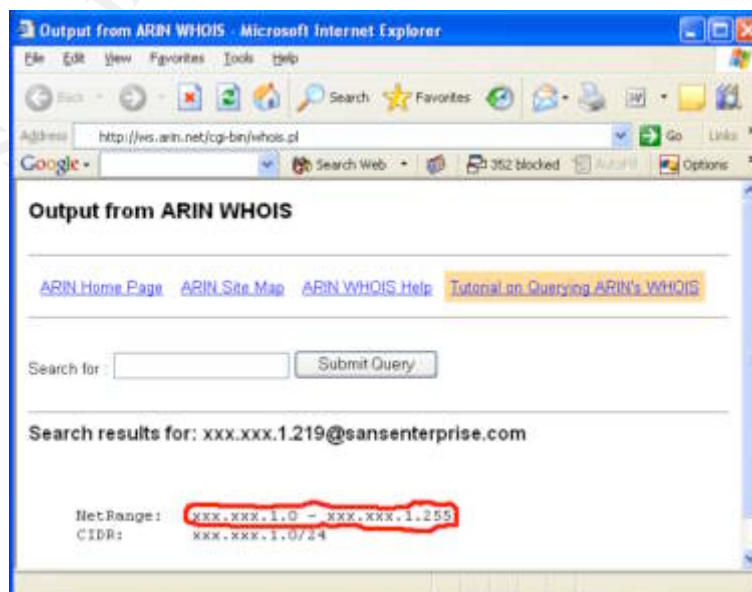 Output from ARIN WHOIS - Microsoft Internet Explorer
File Edit View Favorites Tools Help
Back Search Favorites
Address http://ws.arin.net/cgi-bin/whois.pl Go Links
Google Search Web 352 blocked AutoFill Options
Output from ARIN WHOIS
ARIN Home Page ARIN Site Map ARIN WHOIS Help Tutorial on Querying ARIN's WHOIS
Search for : Submit Query
Search results for: xxx.xxx.1.219@sansenterprise.com
NetRange: xxx.xxx.1.0 - xxx.xxx.1.255
CIDR: xxx.xxx.1.0/24